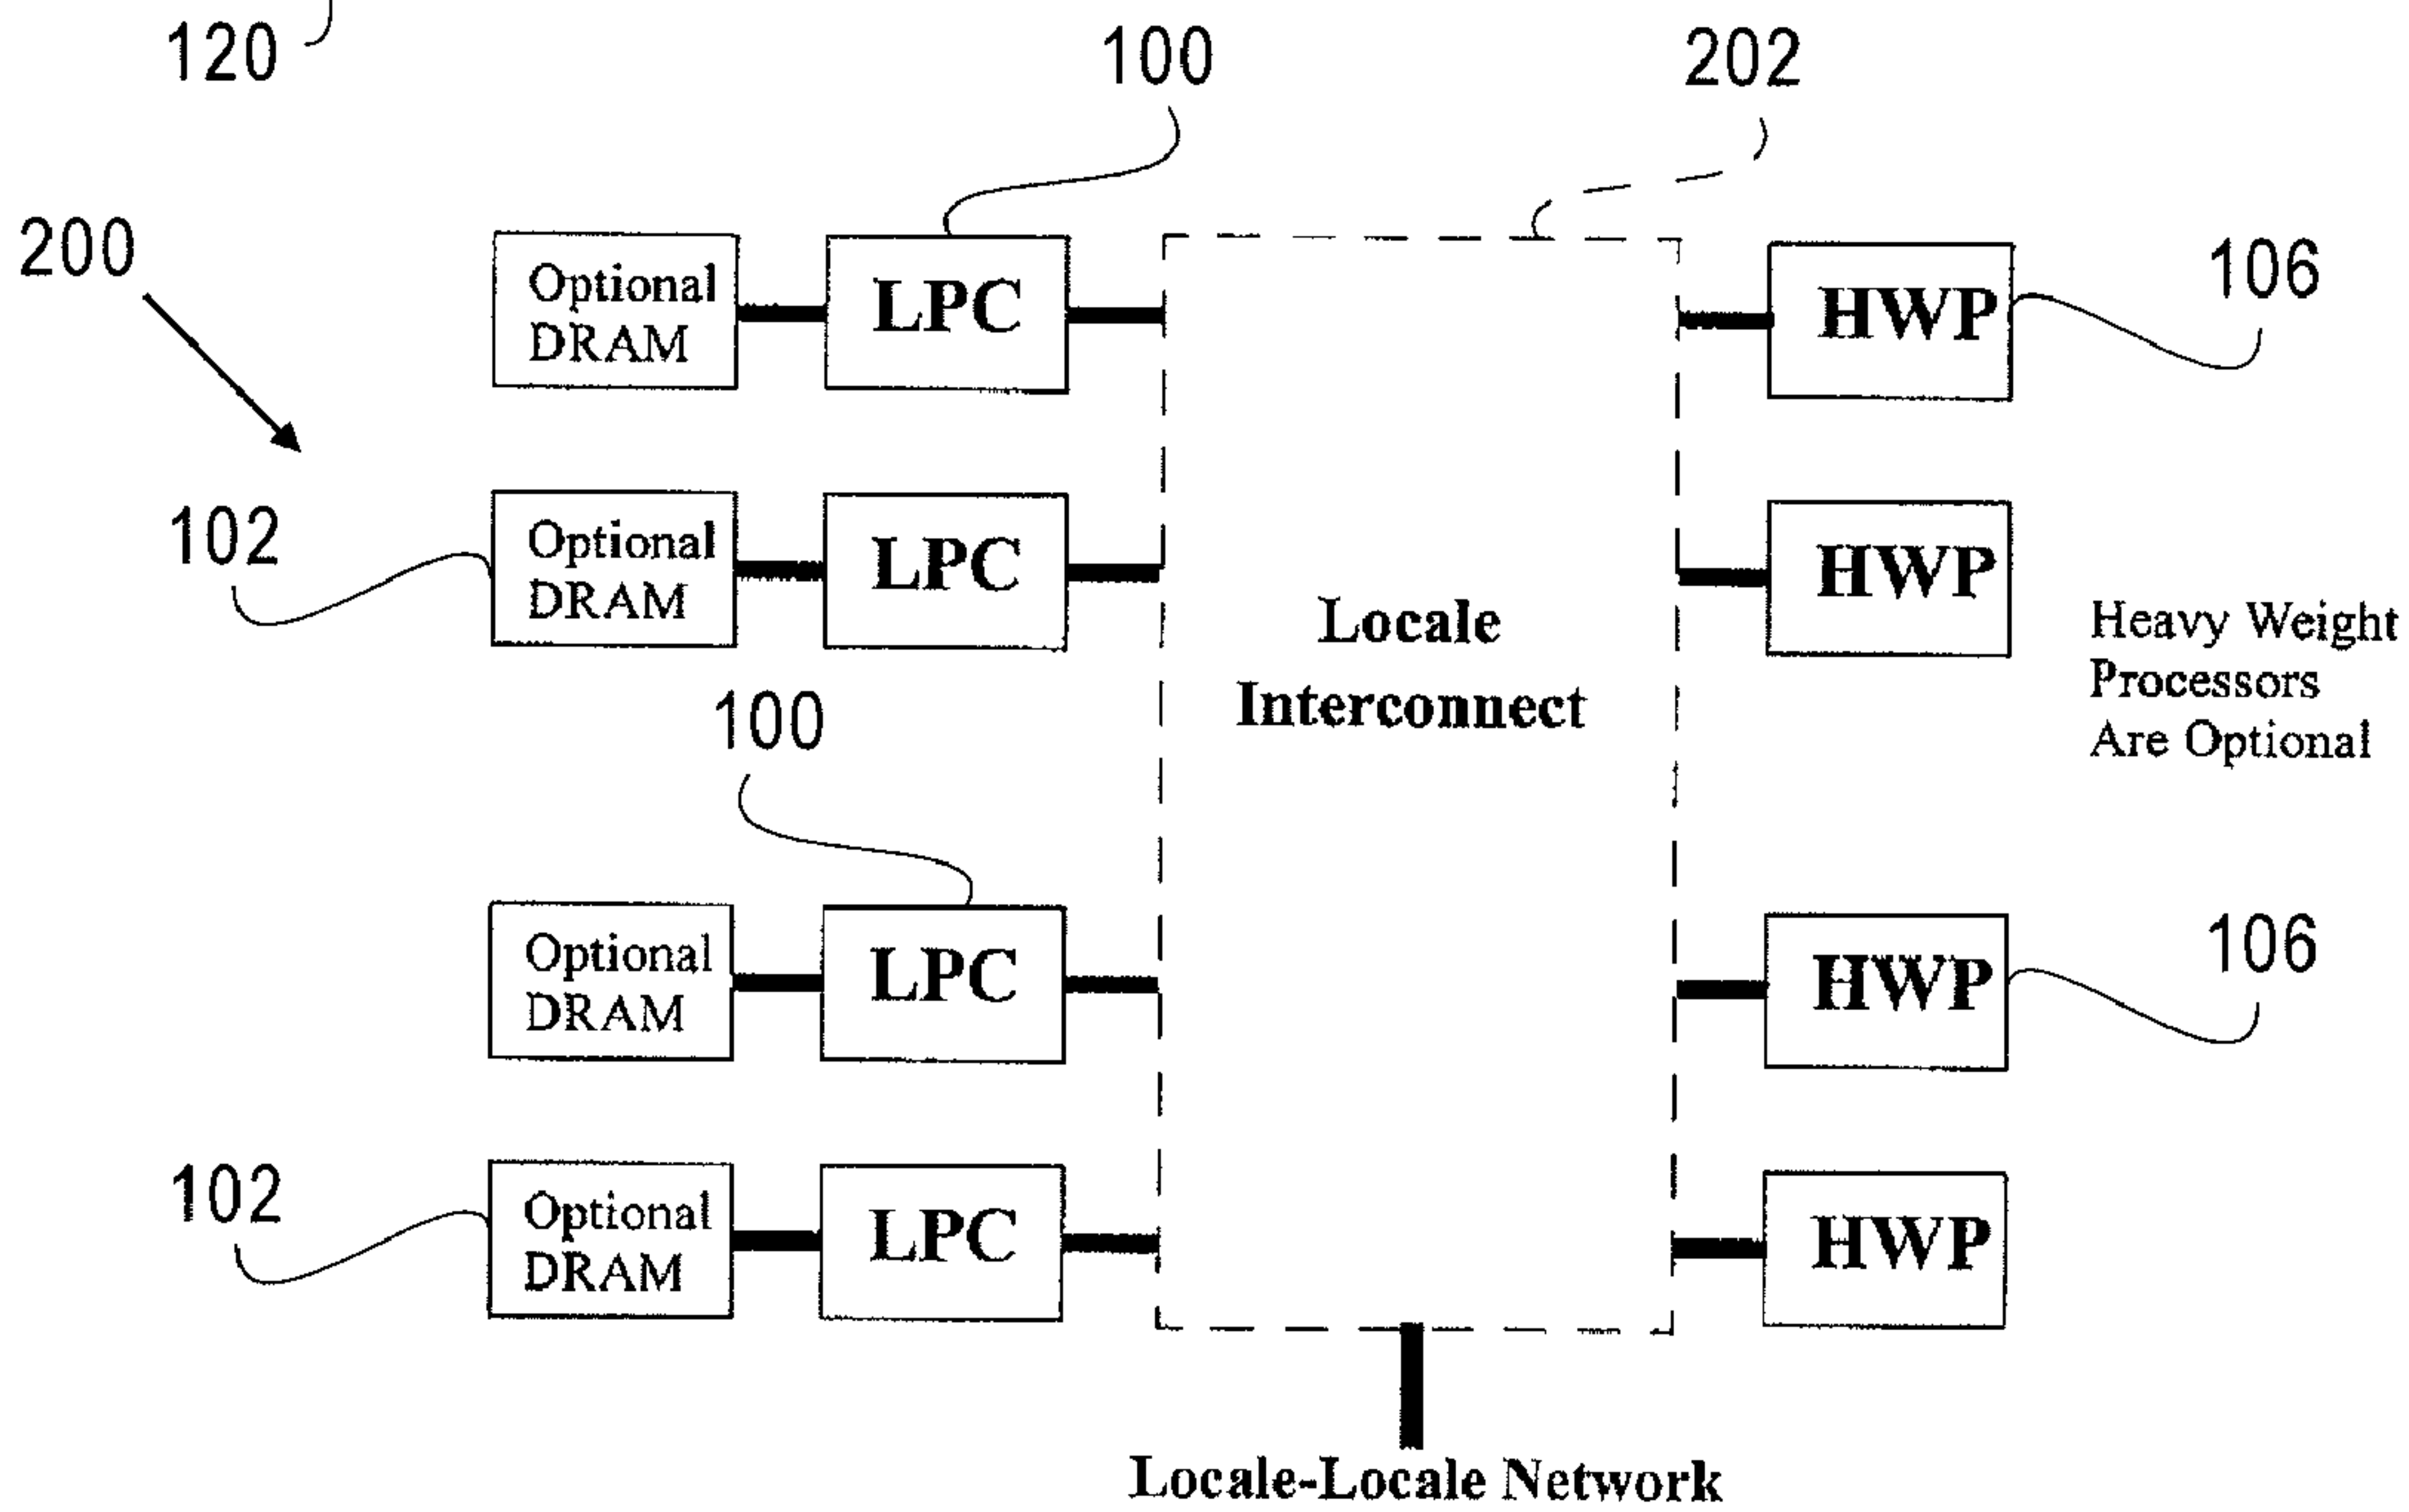 120
100
202
200
Optional
DRAM
LPC
HWP
106
102
Optional
DRAM
LPC
HWP
Locale
Interconnect
Heavy Weight
Processors
Are Optional
100
Optional
DRAM
LPC
HWP
106
102
Optional
DRAM
LPC
HWP
Locale-Locale Network